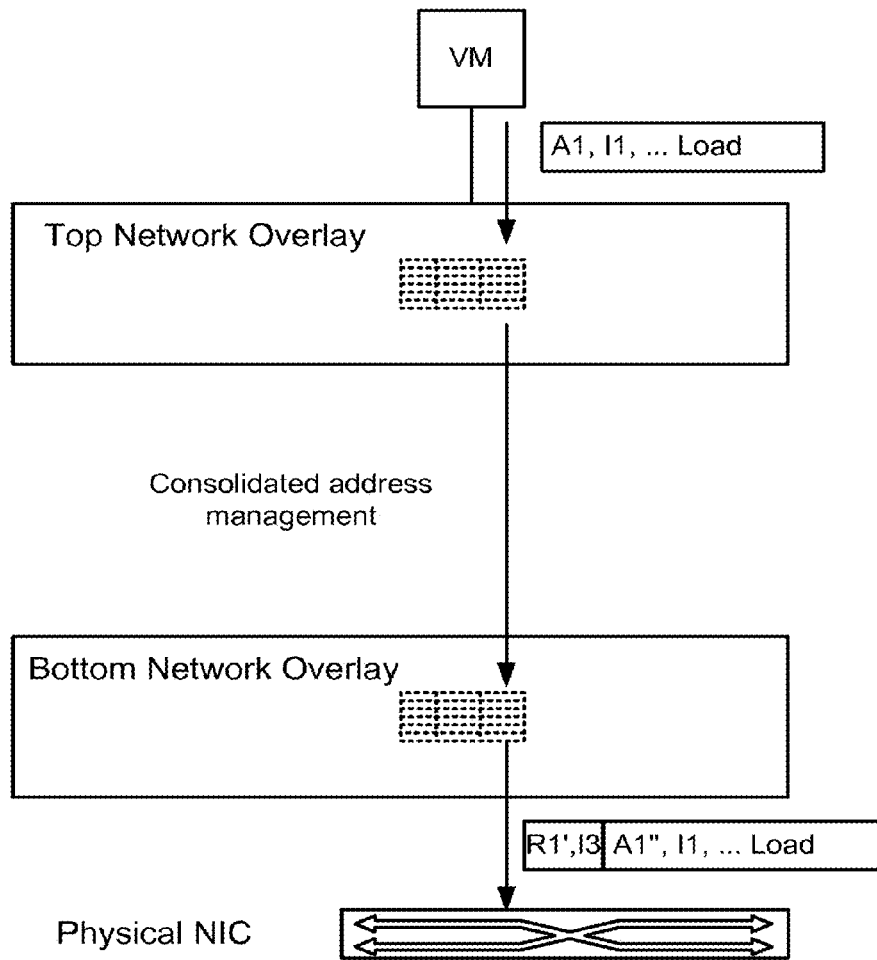 VM
A1, I1, ... Load
Top Network Overlay
Consolidated address
management
Bottom Network Overlay
R1',I3 A1'', I1, ... Load
Physical NIC